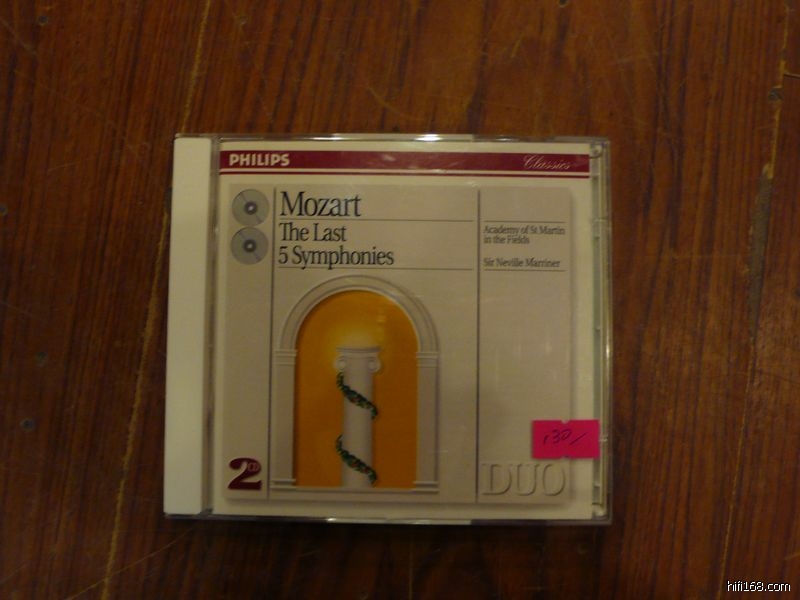 PHILIPS
Classics
Mozart
The Last
5 Symphonies
Academy of St Martin
in the Fields
Sir Neville Marriner
130/
2CD
DUO
hifi168.com